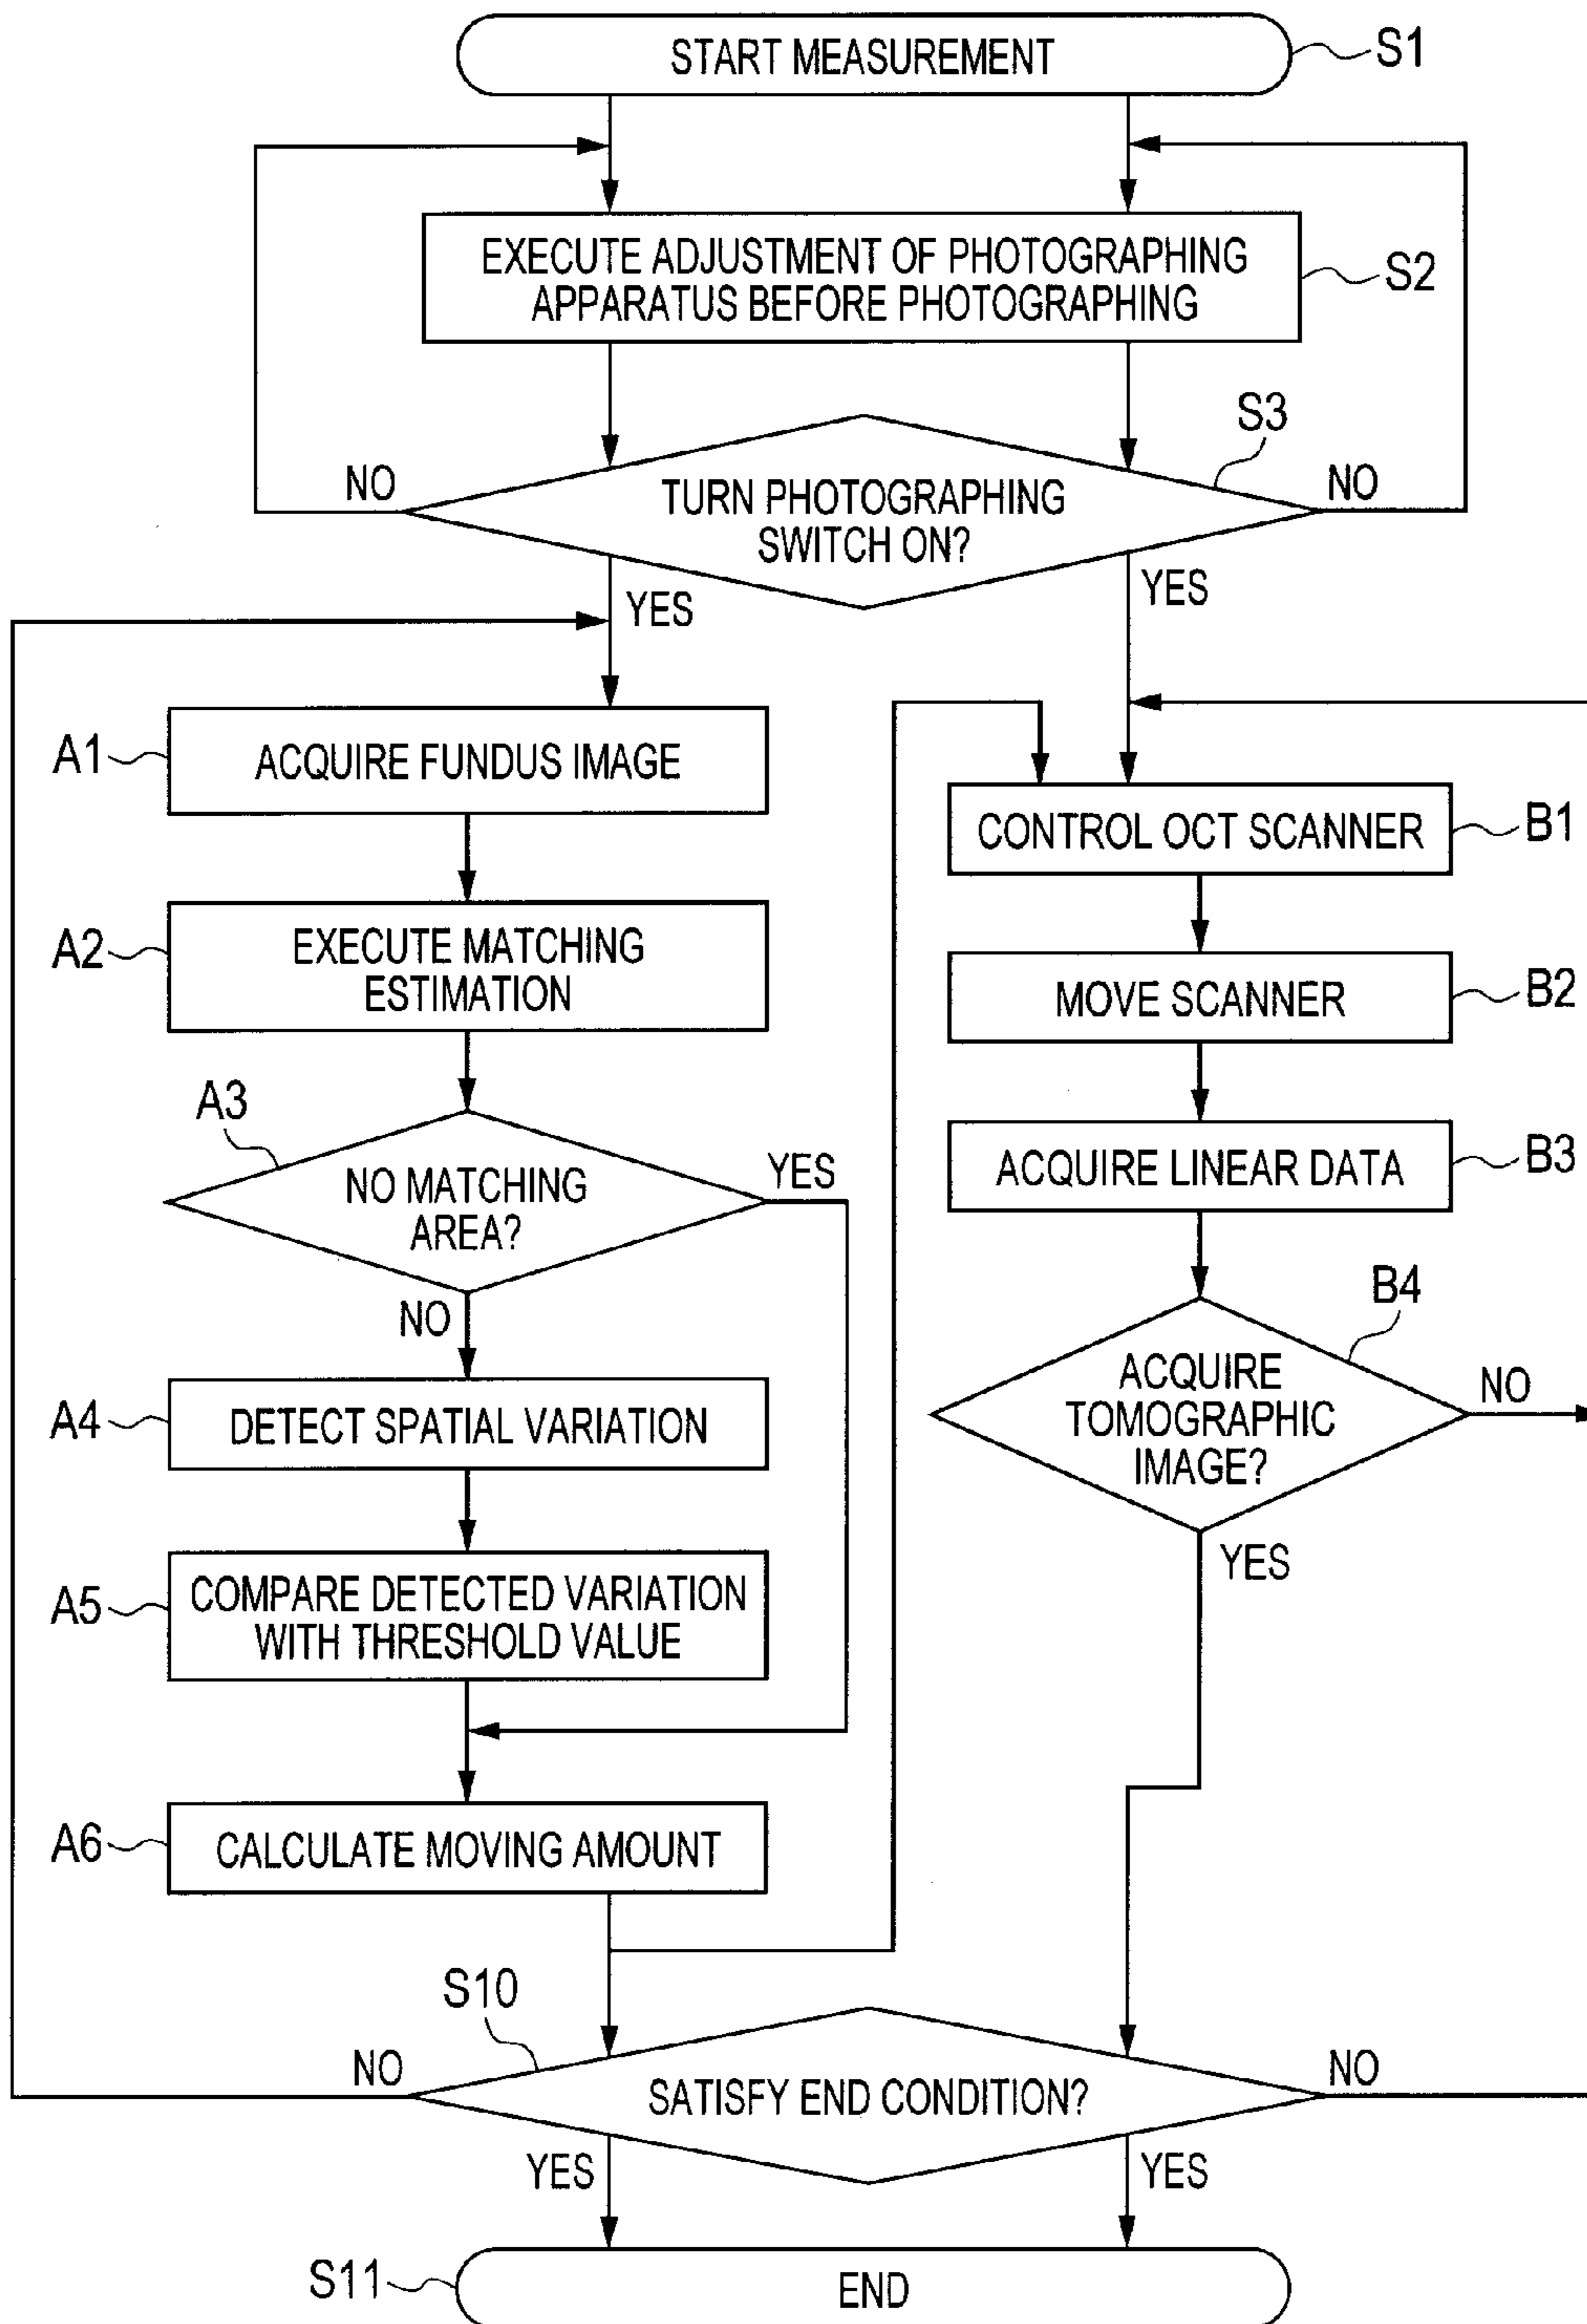 START MEASUREMENT
S1
EXECUTE ADJUSTMENT OF PHOTOGRAPHING
APPARATUS BEFORE PHOTOGRAPHING
S2
S3
NO
TURN PHOTOGRAPHING
SWITCH ON?
NO
YES
YES
A1
ACQUIRE FUNDUS IMAGE
A2
EXECUTE MATCHING
ESTIMATION
A3
NO MATCHING
AREA?
YES
NO
A4
DETECT SPATIAL VARIATION
A5
COMPARE DETECTED VARIATION
WITH THRESHOLD VALUE
A6
CALCULATE MOVING AMOUNT
CONTROL OCT SCANNER
B1
MOVE SCANNER
B2
ACQUIRE LINEAR DATA
B3
B4
ACQUIRE
TOMOGRAPHIC
IMAGE?
NO
YES
S10
NO
SATISFY END CONDITION?
NO
YES
YES
S11
END